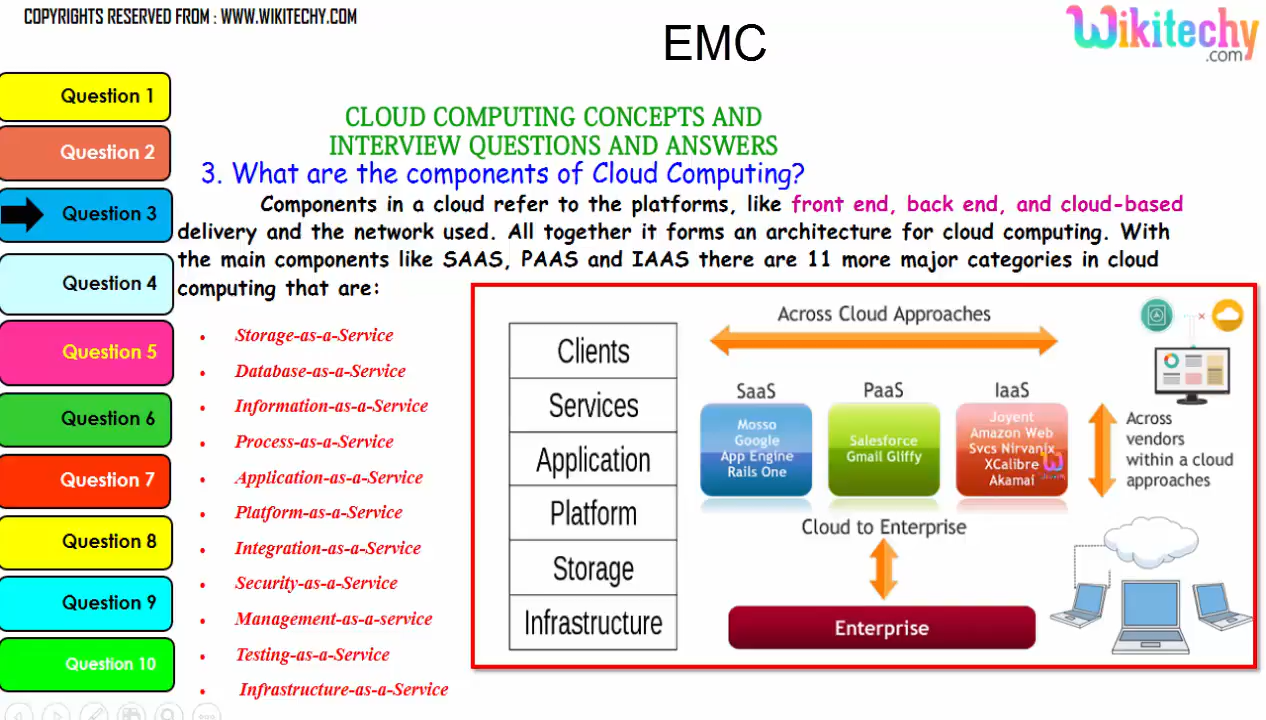 COPYRIGHTS RESERVED FROM : WWW.WIKITECHY.COM
EMC
Wikitechy
.com
Question 1
Question 2
Question 3
Question 4
Question 5
Question 6
Question 7
Question 8
Question 9
Question 10
CLOUD COMPUTING CONCEPTS AND
INTERVIEW QUESTIONS AND ANSWERS
3. What are the components of Cloud Computing?
Components in a cloud refer to the platforms, like front end, back end, and cloud-based
delivery and the network used. All together it forms an architecture for cloud computing. With
the main components like SAAS, PAAS and IAAS there are 11 more major categories in cloud
computing that are:
• Storage-as-a-Service
• Database-as-a-Service
• Information-as-a-Service
• Process-as-a-Service
• Application-as-a-Service
• Platform-as-a-Service
• Integration-as-a-Service
• Security-as-a-Service
• Management-as-a-service
• Testing-as-a-Service
• Infrastructure-as-a-Service
Clients
Services
Application
Platform
Storage
Infrastructure
Across Cloud Approaches
SaaS
Mosso
Google
App Engine
Rails One
PaaS
Salesforce
Gmail Gliffy
IaaS
Joyent
Amazon Web
Svcs Nirvanix
XCalibre
Akamai
Across
vendors
within a cloud
approaches
Cloud to Enterprise
Enterprise